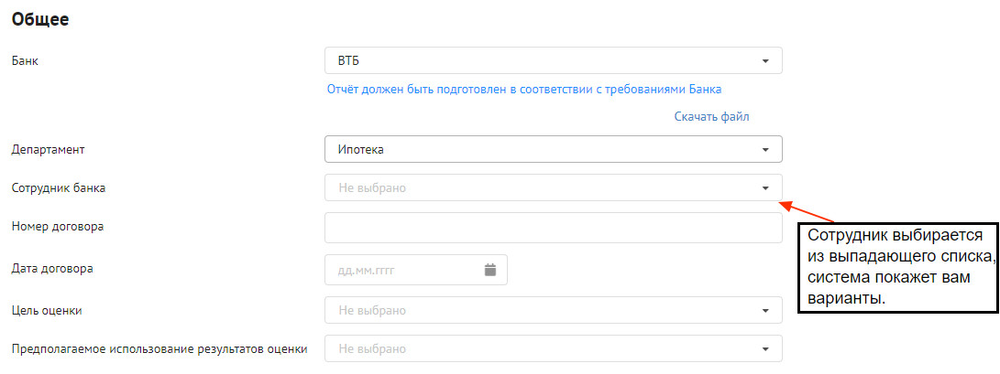 Общее
Банк
ВТБ
Отчёт должен быть подготовлен в соответствии с требованиями Банка
Скачать файл
Департамент
Ипотека
Сотрудник банка
Не выбрано
Номер договора
Сотрудник выбирается
из выпадающего списка,
система покажет вам
варианты.
Дата договора
дд.мм.гггг
Цель оценки
Не выбрано
Предполагаемое использование результатов оценки
Не выбрано